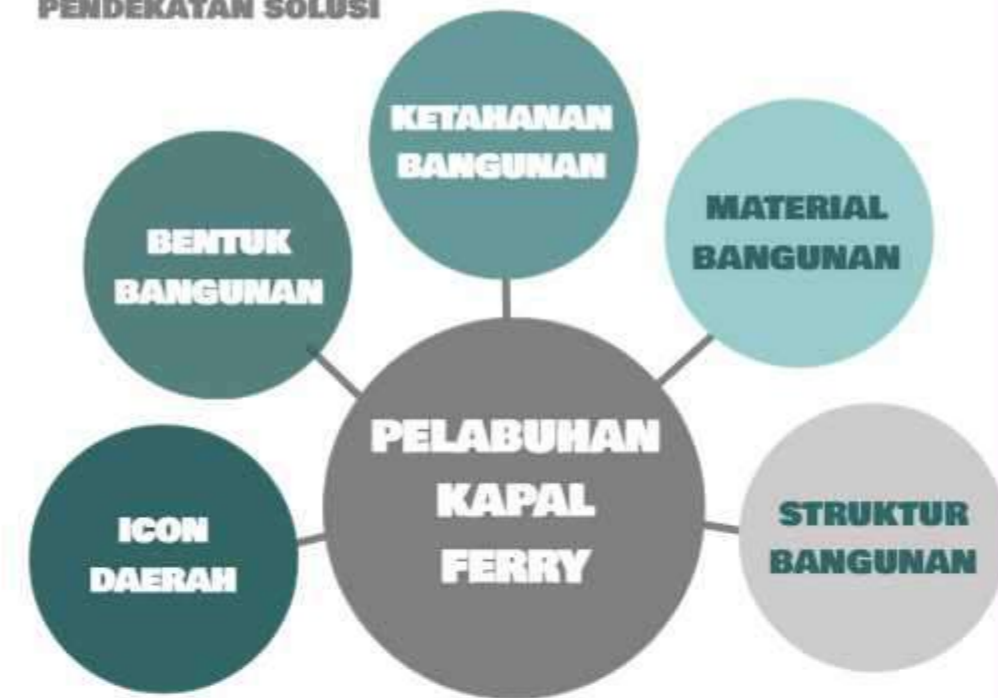 PENDEKATAN SOLUSI
KETAHANAN
BANGUNAN
BENTUK
BANGUNAN
MATERIAL
BANGUNAN
ICON
DAERAH
PELABUHAN
KAPAL
FERRY
STRUKTUR
BANGUNAN